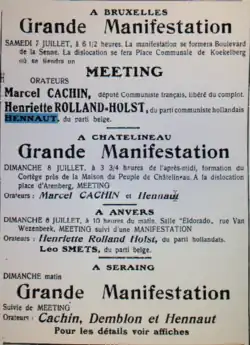 A BRUXELLES
Grande Manifestation
SAMEDI 7 JUILLET, à 6 1/2 heures. La manifestation se formera Boulevard
de la Senne. La dislocation se fera Place Communale de Koekelberg
où se tiendra un
MEETING
ORATEURS
Marcel CACHIN, député Communiste français, libéré du complot.
Henriette ROLLAND-HOLST, du parti communiste hollandais
HENNAUT, du parti belge.
A CHATELINEAU
Grande Manifestation
DIMANCHE 8 JUILLET, à 3 3/4 heures de l'après-midi, formation du
Cortège près de la Maison du Peuple de Châtelineau. A la dislocation
place d'Arenberg, MEETING
Orateurs : Marcel CACHIN et Hennaut
A ANVERS
DIMANCHE 8 JUILLET, à 10 heures du matin. Salle "Eldorado, rue Van
Wezenbeek, MEETING suivi d'une MANIFESTATION
Orateurs : Henriette Rolland Holst, du parti hollandais.
Leo SMETS, du parti belge.
A SERAING
DIMANCHE matin
Grande Manifestation
Suivie de MEETING
Orateurs : Cachin, Demblon et Hennaut
Pour les détails voir affiches